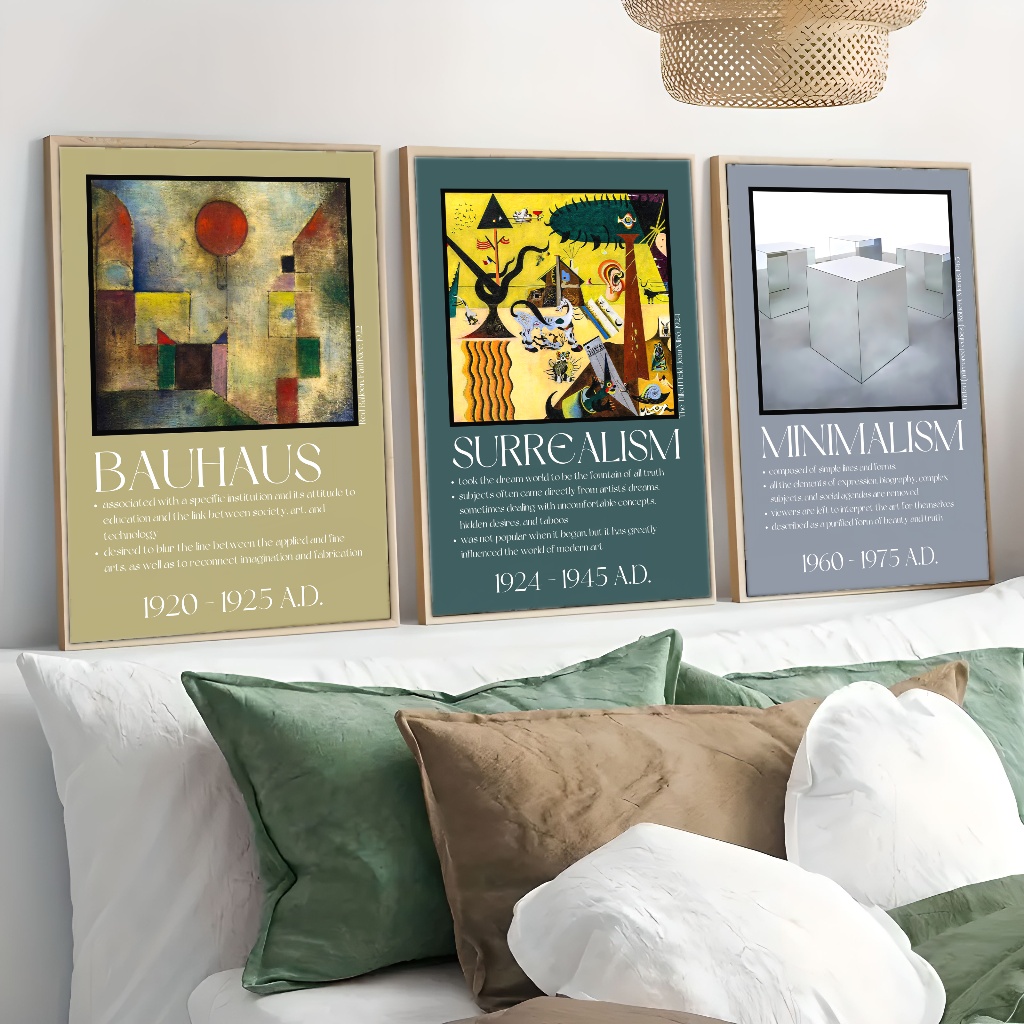 BAUHAUS
• associated with a specific institution and its attitude to
education and the link between society, art, and
technology
• desired to blur the line between the applied and fine
arts, as well as to reconnect imagination and fabrication
1920 - 1925 A.D.
The Tilled Field, Joan Miró, 1924
SURREALISM
• took the dream world to be the fountain of all truth
• subjects often came directly from artists' dreams,
sometimes dealing with uncomfortable concepts,
hidden desires, and taboos
• was not popular when it began, but it has greatly
influenced the world of modern art
1924 - 1945 A.D.
MINIMALISM
• composed of simple lines and forms
• all the elements of expression, biography, complex
subjects, and social agendas are removed
• viewers are left to interpret the art for themselves
• described as a purified form of beauty and truth
1960 - 1975 A.D.